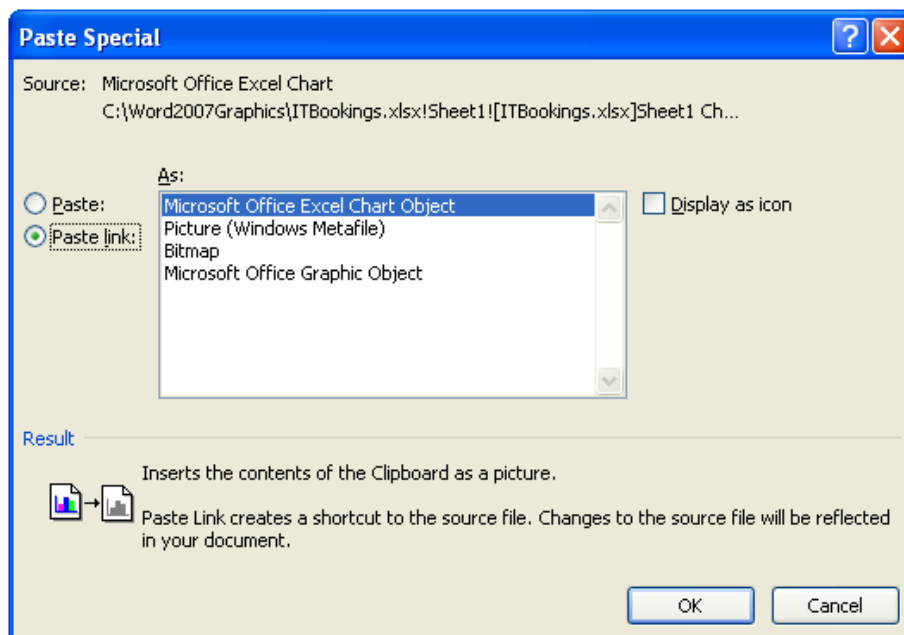 Paste Special
Source: Microsoft Office Excel Chart
C:\Word2007Graphics\ITBookings.xlsx!Sheet1![ITBookings.xlsx]Sheet1 Ch...
As:
Paste:
Paste link:
Microsoft Office Excel Chart Object
Picture (Windows Metafile)
Bitmap
Microsoft Office Graphic Object
Display as icon
Result
Inserts the contents of the Clipboard as a picture.
Paste Link creates a shortcut to the source file. Changes to the source file will be reflected
in your document.
OK
Cancel